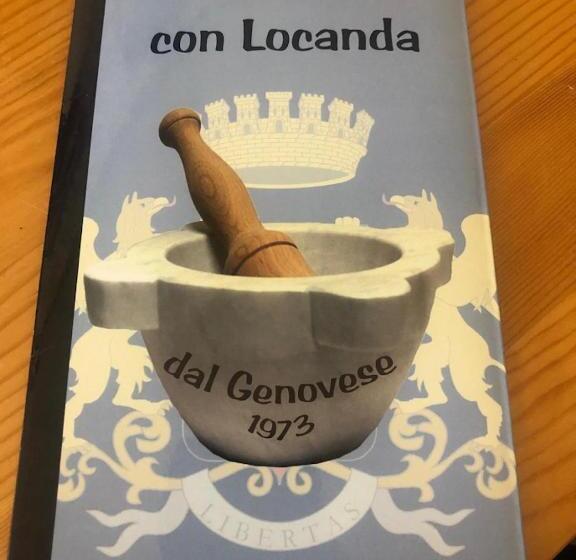 con Locanda
dal Genovese
1973
LIBERTAS